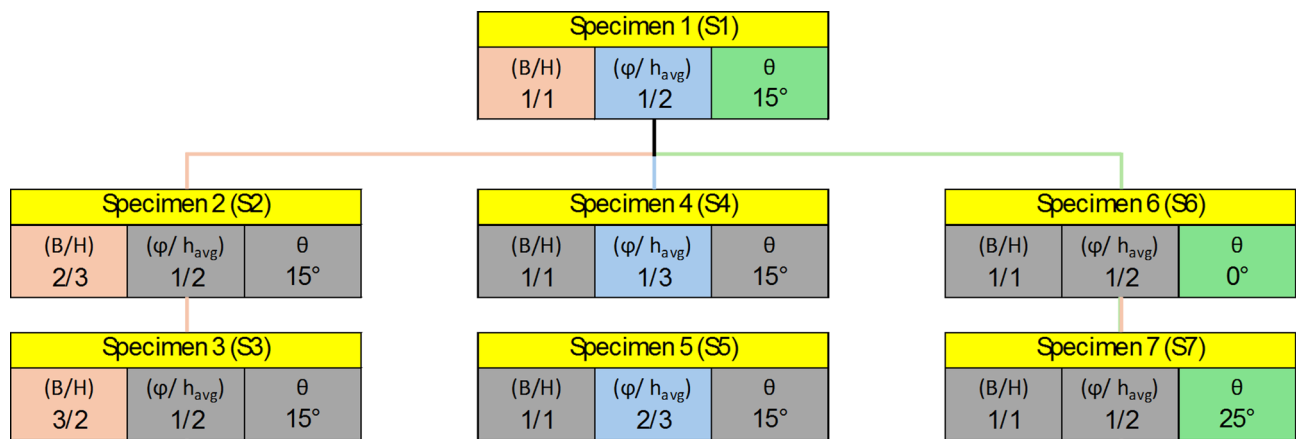 Specimen 1 (S1)
(B/H) (φ/ h_avg) θ
1/1 1/2 15°
Specimen 2 (S2) Specimen 4 (S4) Specimen 6 (S6)
(B/H) (φ/ h_avg) θ (B/H) (φ/ h_avg) θ (B/H) (φ/ h_avg) θ
2/3 1/2 15° 1/1 1/3 15° 1/1 1/2 0°
Specimen 3 (S3) Specimen 5 (S5) Specimen 7 (S7)
(B/H) (φ/ h_avg) θ (B/H) (φ/ h_avg) θ (B/H) (φ/ h_avg) θ
3/2 1/2 15° 1/1 2/3 15° 1/1 1/2 25°